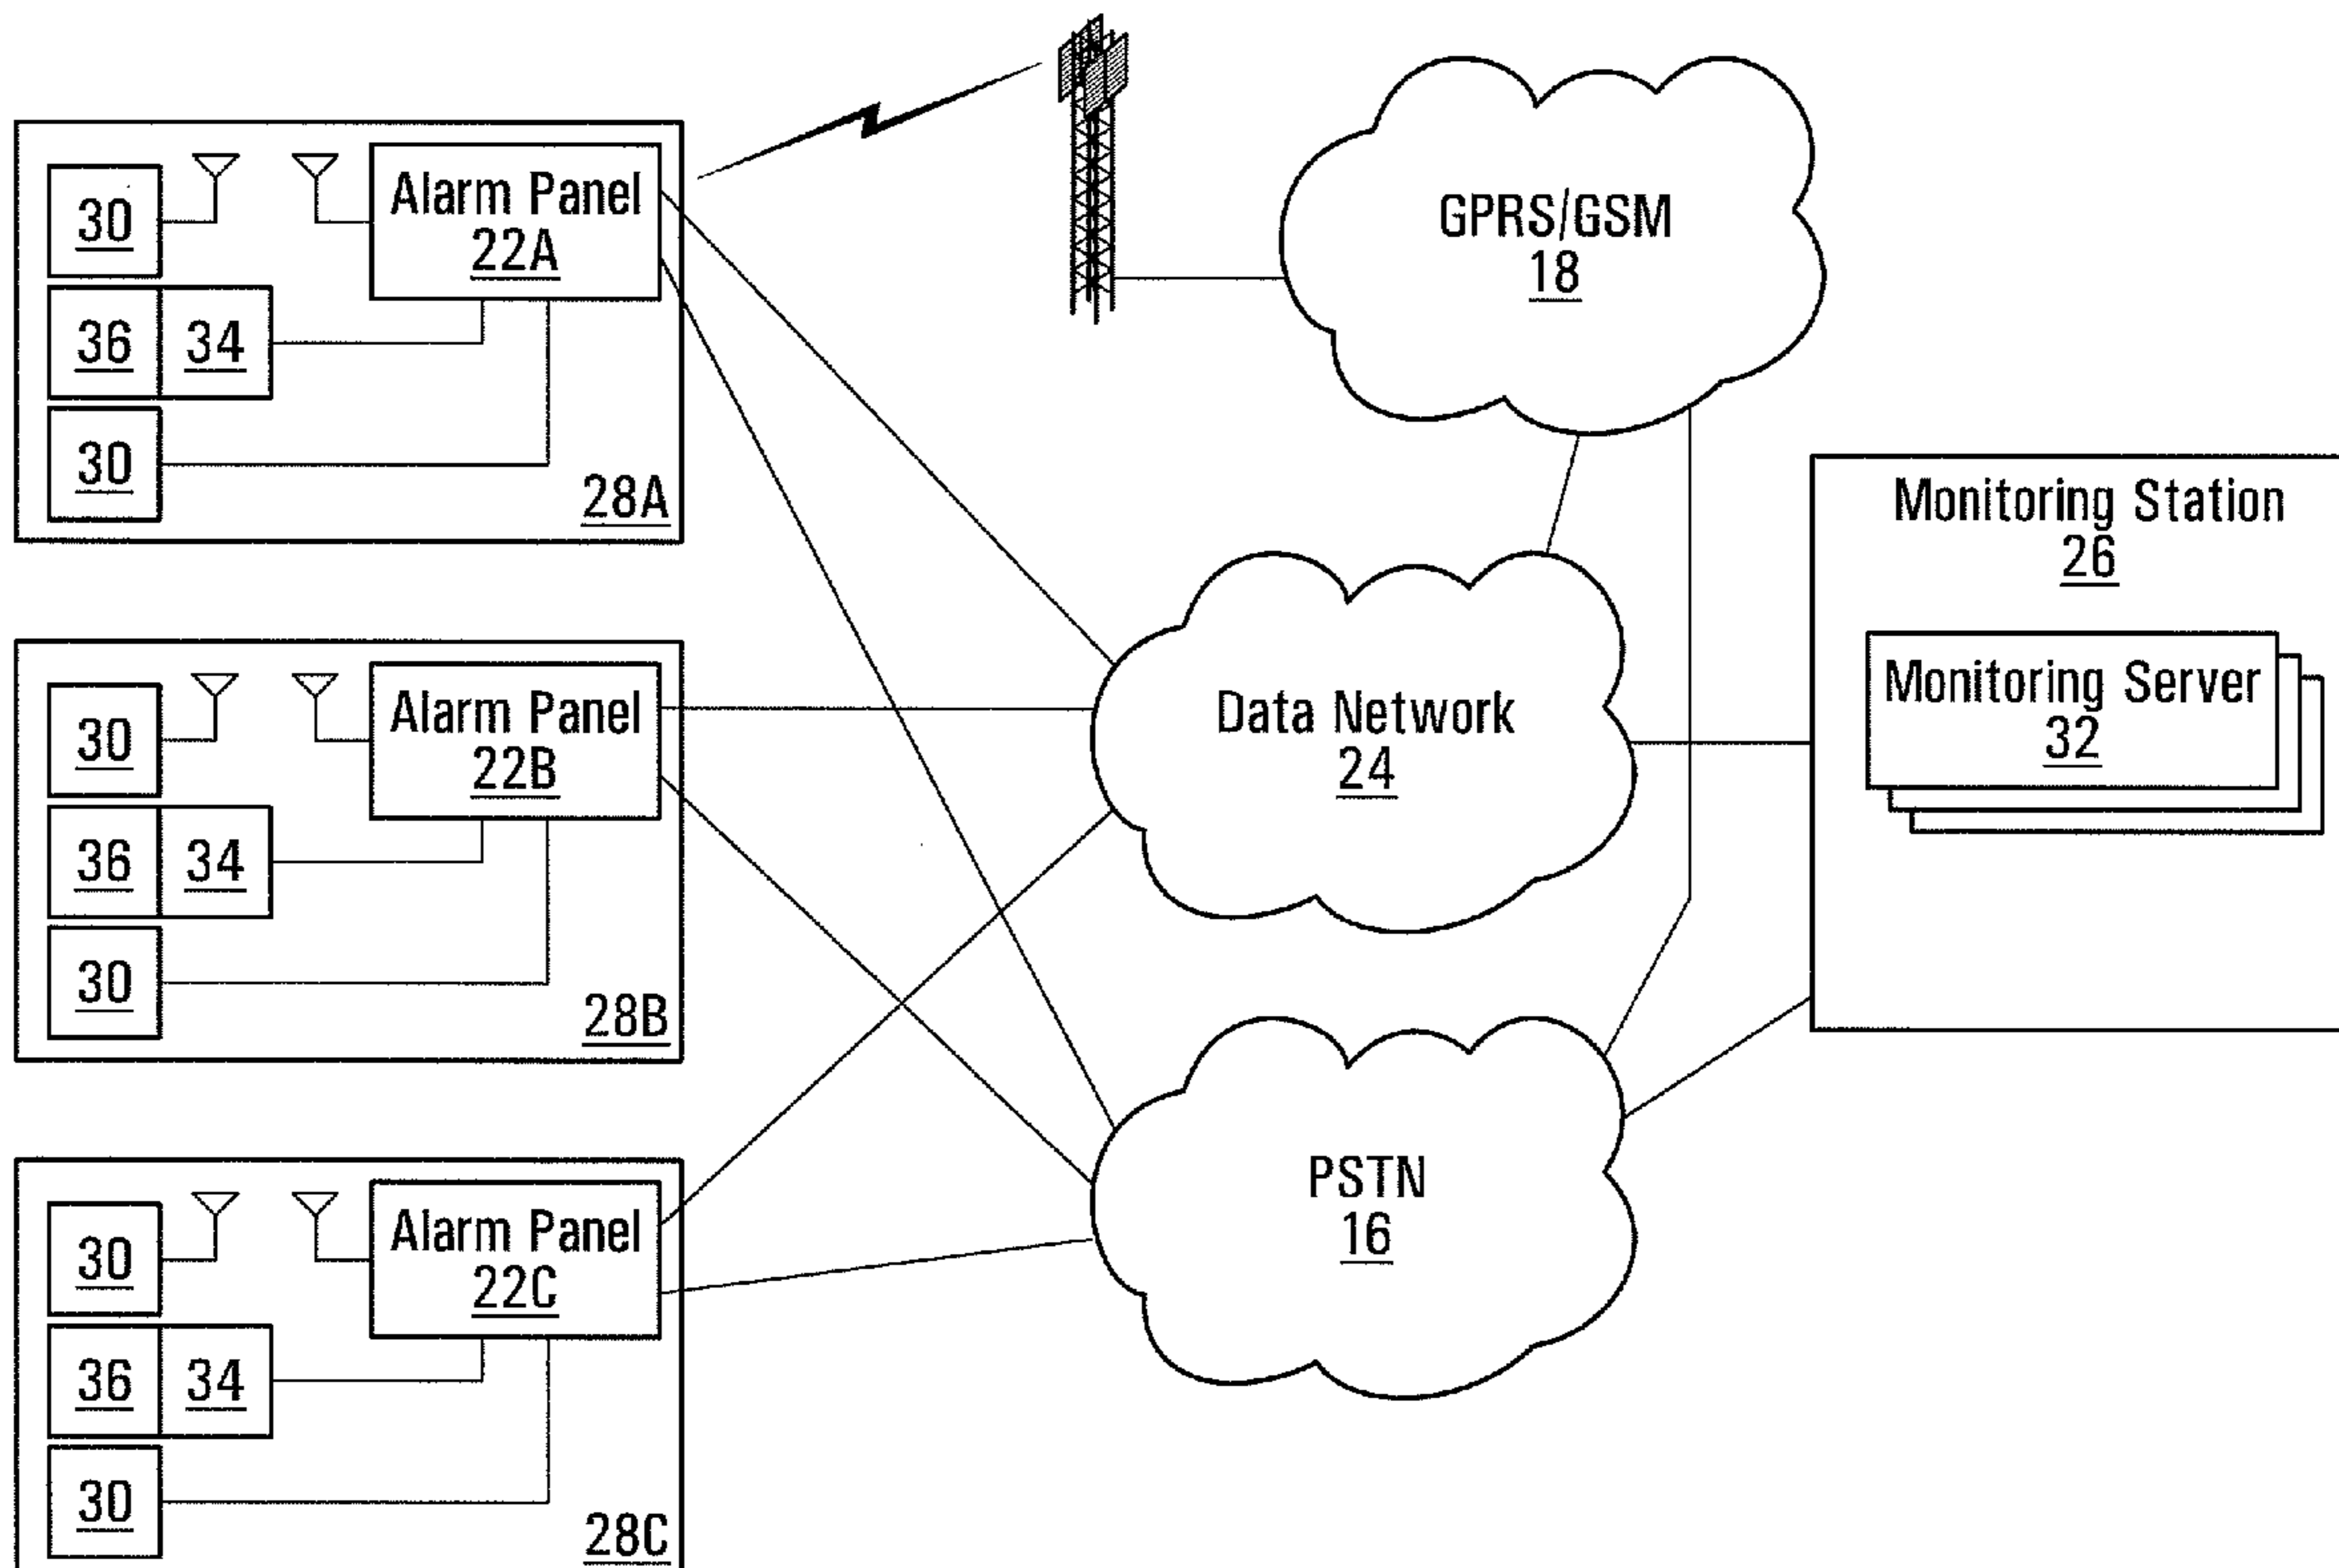 30
Alarm Panel
22A
36
34
30
28A
30
Alarm Panel
22B
36
34
30
28B
30
Alarm Panel
22C
36
34
30
28C
GPRS/GSM
18
Data Network
24
PSTN
16
Monitoring Station
26
Monitoring Server
32